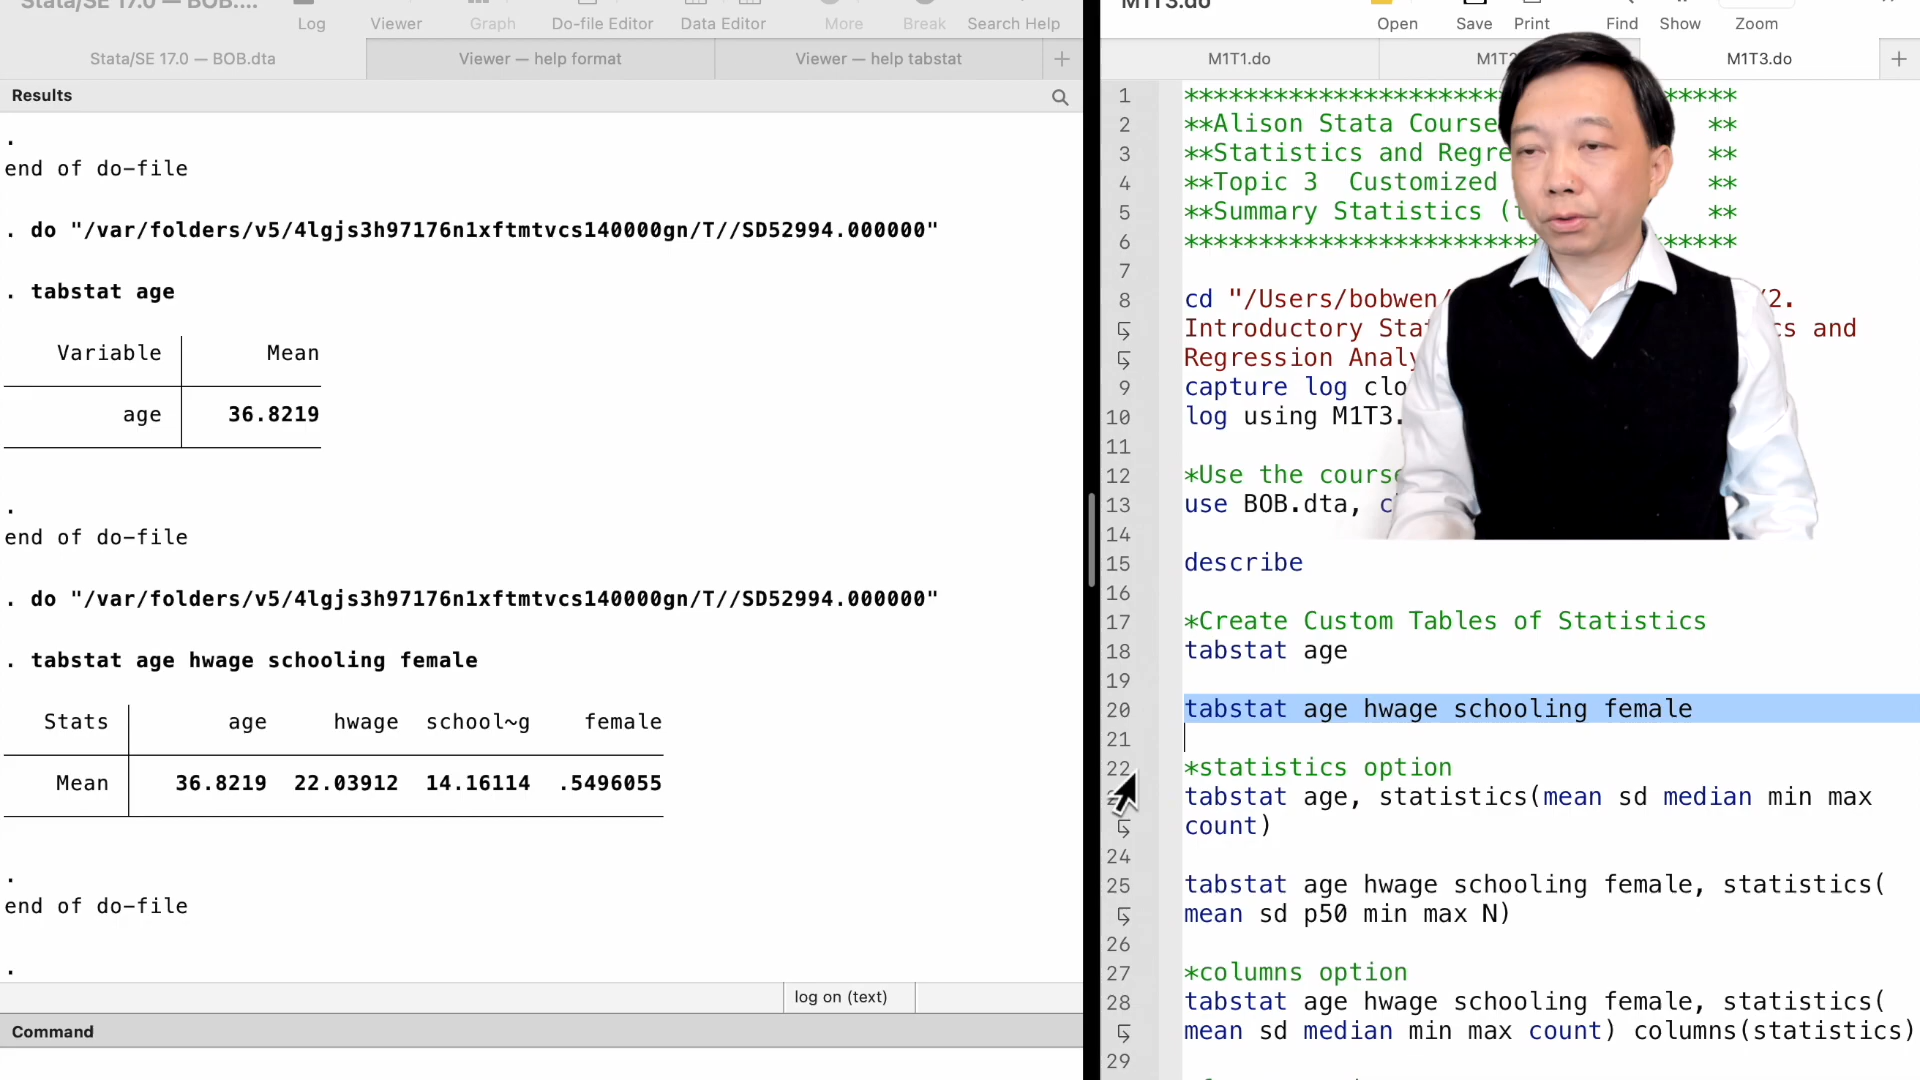 Stata/SE 17.0 — BOB....
Log
Viewer
Graph
Do-file Editor
Data Editor
More
Break
Search Help
Stata/SE 17.0 — BOB.dta
Viewer — help format
Viewer — help tabstat
+
Results
.
end of do-file
. do "/var/folders/v5/4lgjs3h97176n1xftmtvcs140000gn/T//SD52994.000000"
. tabstat age
Variable Mean
age 36.8219
.
end of do-file
. do "/var/folders/v5/4lgjs3h97176n1xftmtvcs140000gn/T//SD52994.000000"
. tabstat age hwage schooling female
Stats age hwage school~g female
Mean 36.8219 22.03912 14.16114 .5496055
.
end of do-file
.
log on (text)
Command
M1T3.do
Open
Save
Print
Find
Show
Zoom
M1T1.do
M1T2
M1T3.do
+
1 ************************ *****
2 **Alison Stata Course **
3 **Statistics and Regre **
4 **Topic 3  Customized **
5 **Summary Statistics ( **
6 ************************ ******
7
8 cd "/Users/bobwen/ /2.
Introductory Sta cs and
Regression Analy
9 capture log clo
10 log using M1T3.
11
12 *Use the course
13 use BOB.dta, c
14
15 describe
16
17 *Create Custom Tables of Statistics
18 tabstat age
19
20 tabstat age hwage schooling female
21
22 *statistics option
tabstat age, statistics(mean sd median min max
count)
24
25 tabstat age hwage schooling female, statistics(
mean sd p50 min max N)
26
27 *columns option
28 tabstat age hwage schooling female, statistics(
mean sd median min max count) columns(statistics)
29